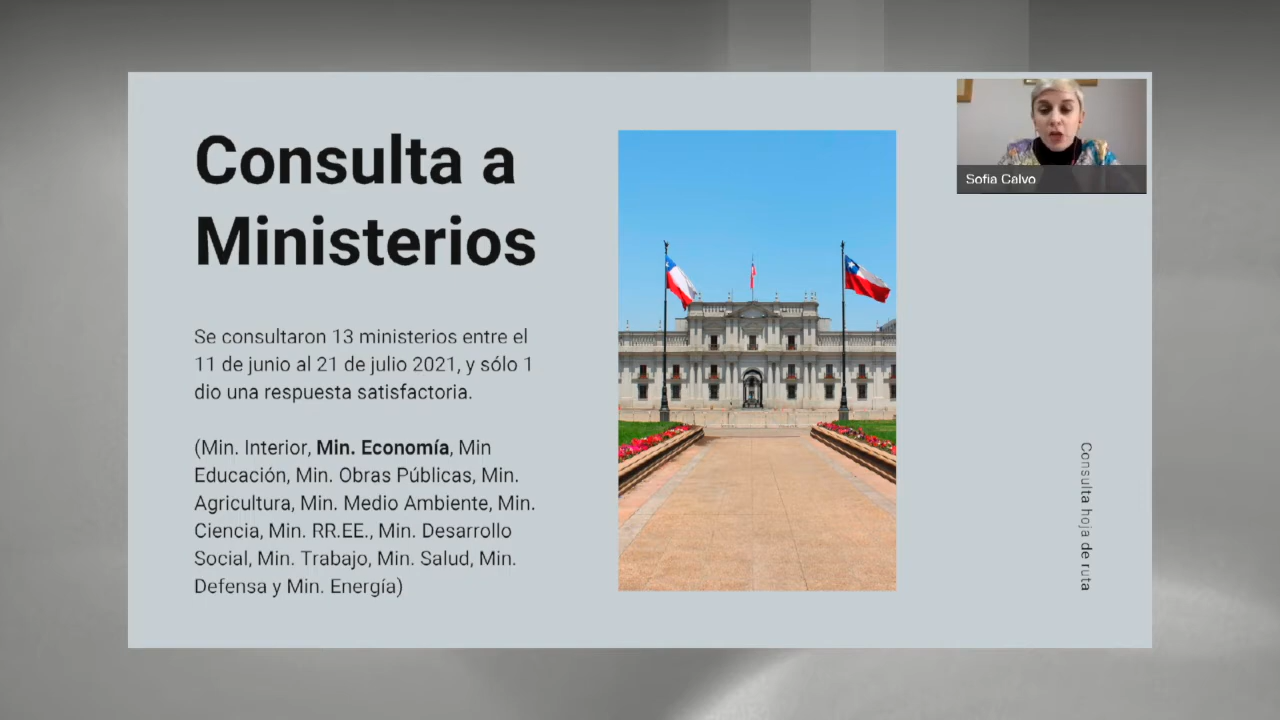 Consulta a
Ministerios
Se consultaron 13 ministerios entre el
11 de junio al 21 de julio 2021, y sólo 1
dio una respuesta satisfactoria.
(Min. Interior, Min. Economía, Min
Educación, Min. Obras Públicas, Min.
Agricultura, Min. Medio Ambiente, Min.
Ciencia, Min. RR.EE., Min. Desarrollo
Social, Min. Trabajo, Min. Salud, Min.
Defensa y Min. Energía)
Sofia Calvo
Consulta hoja de ruta